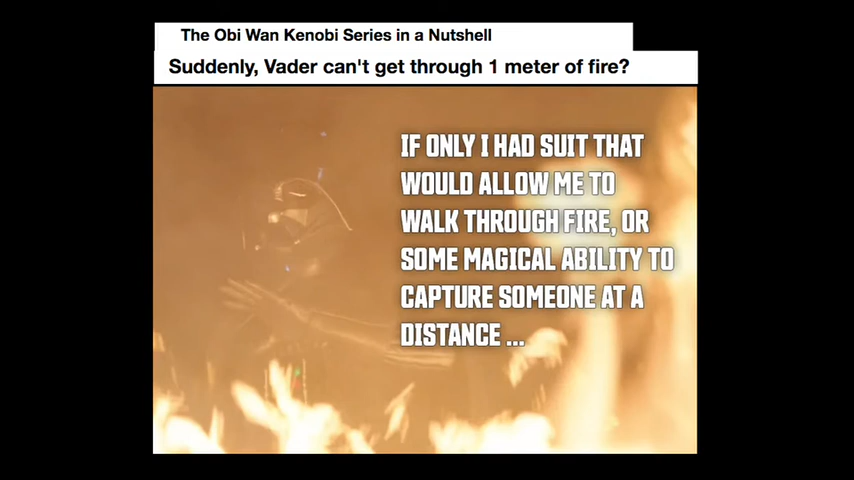 The Obi Wan Kenobi Series in a Nutshell
Suddenly, Vader can't get through 1 meter of fire?
IF ONLY I HAD SUIT THAT
WOULD ALLOW ME TO
WALK THROUGH FIRE, OR
SOME MAGICAL ABILITY TO
CAPTURE SOMEONE AT A
DISTANCE ...